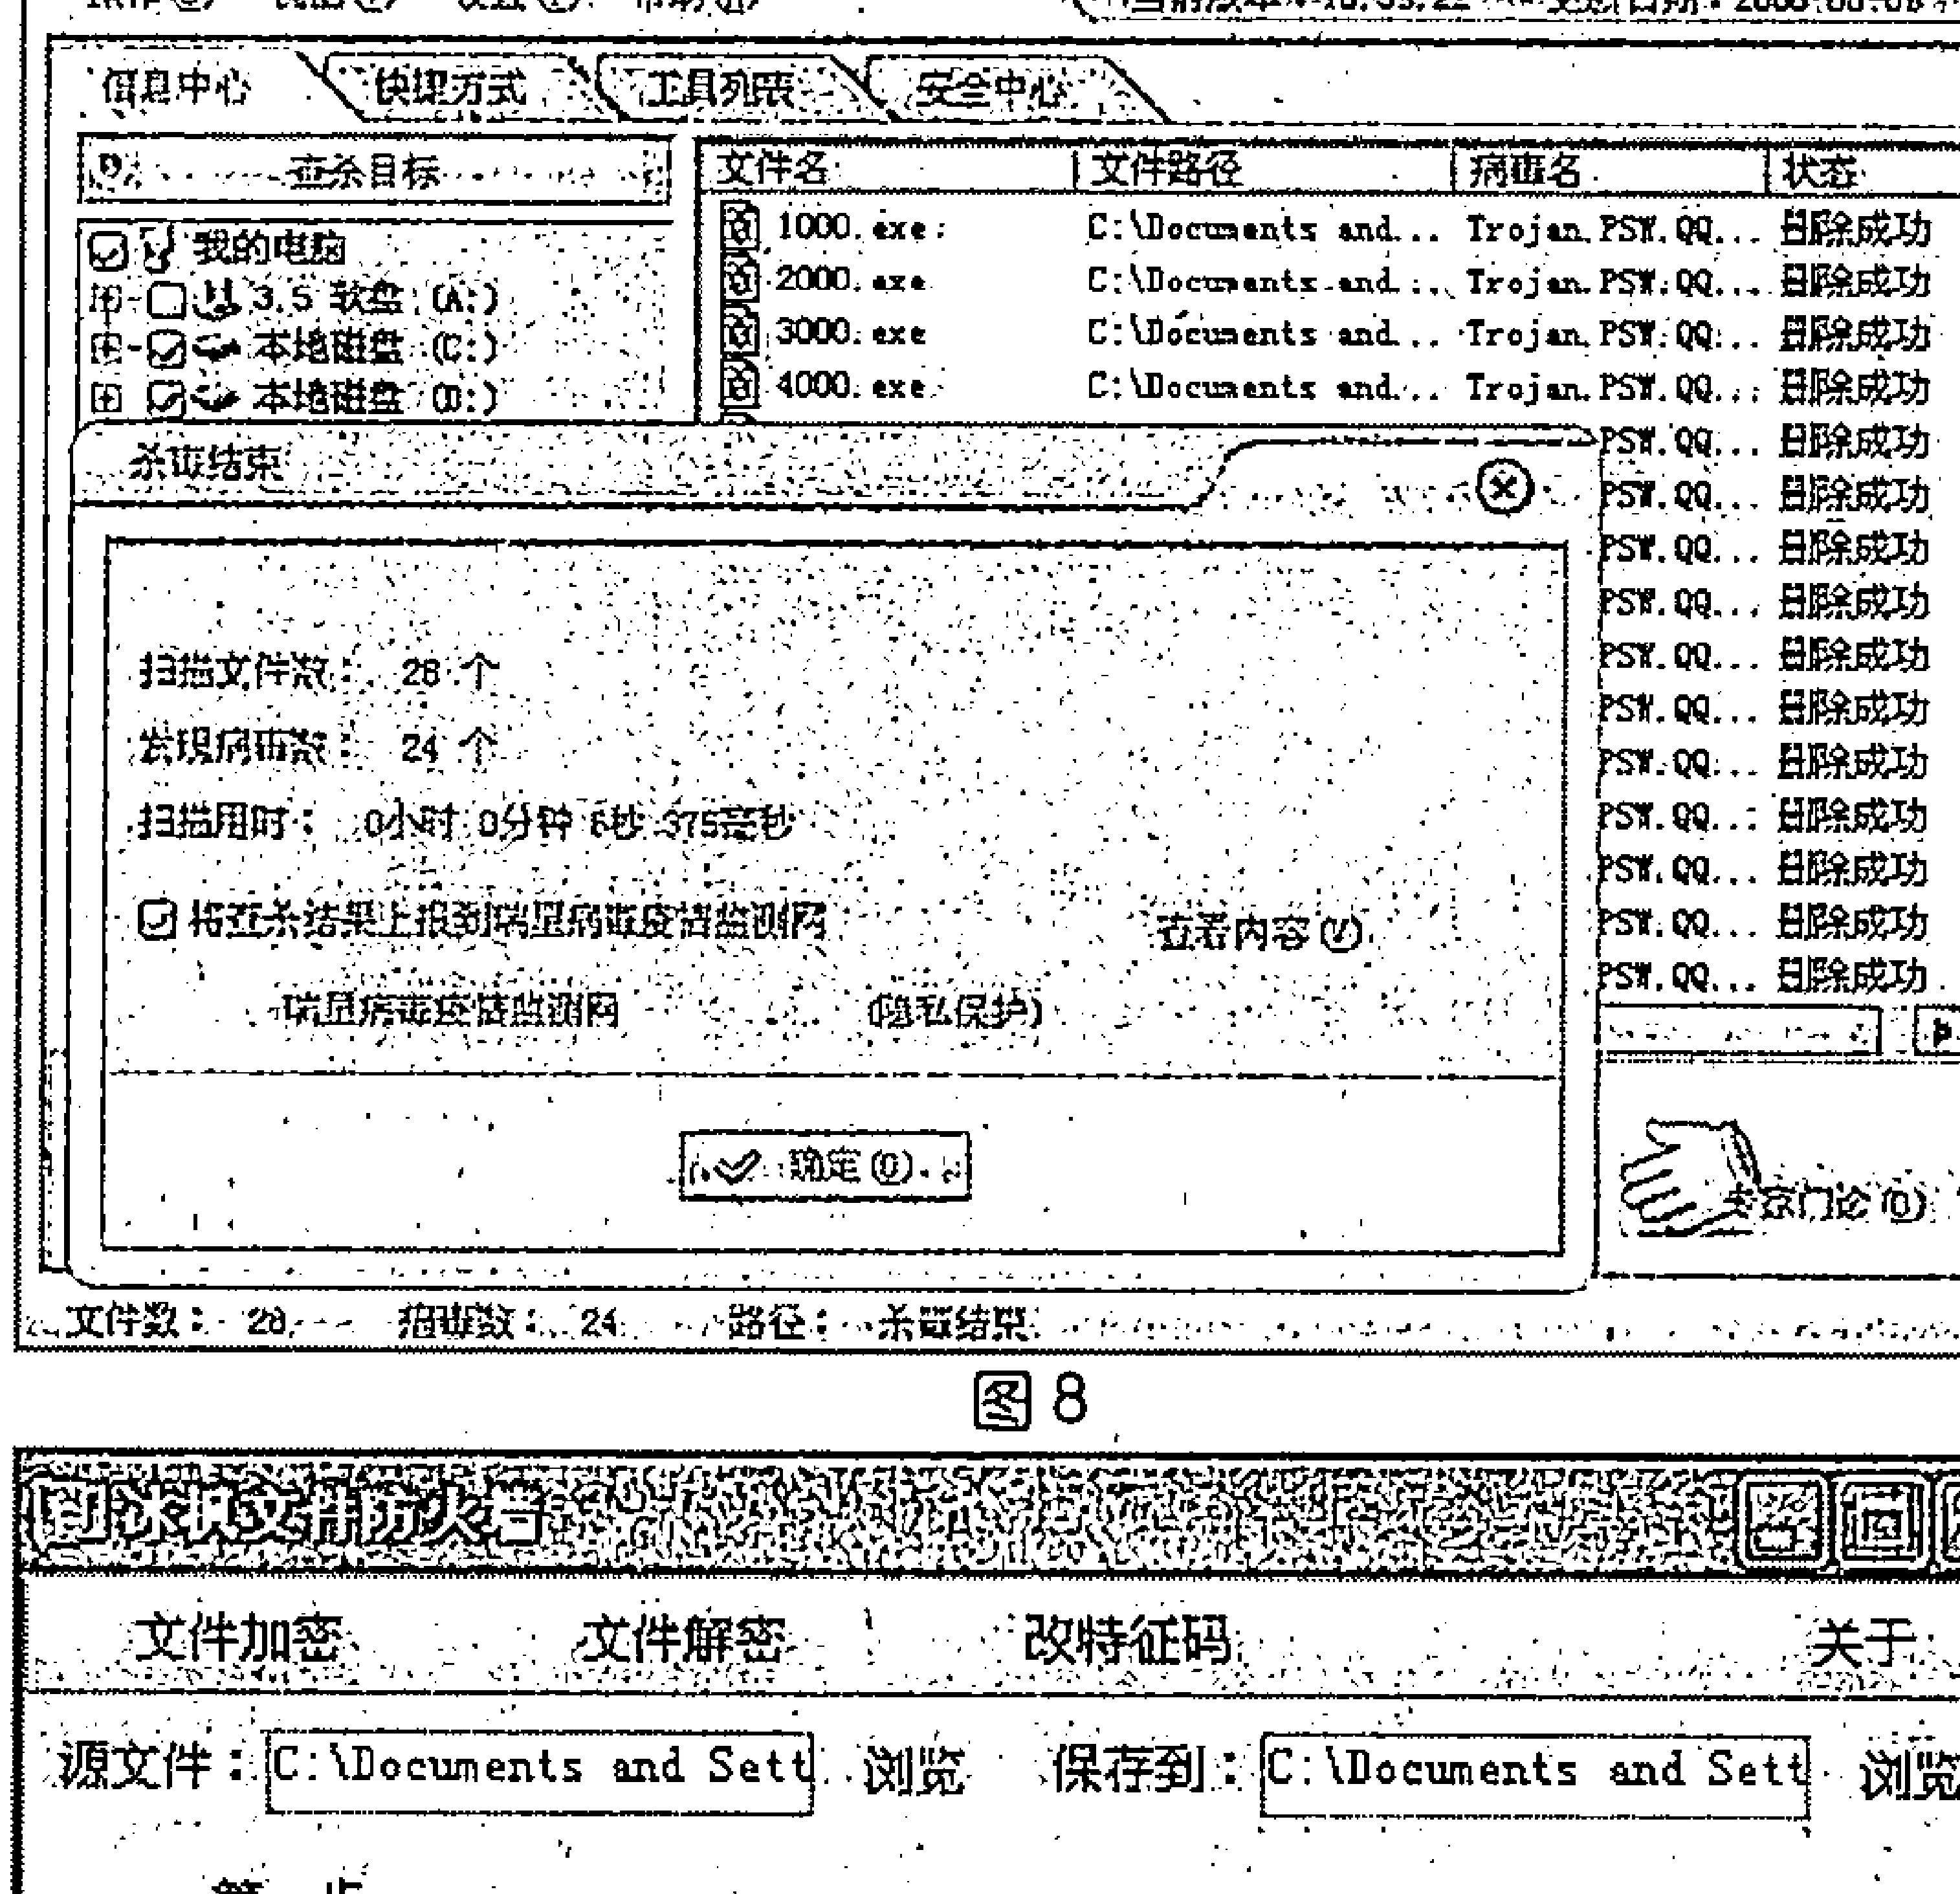 信息中心 快捷方式 工具列表 安全中心
查杀目标
我的电脑
3.5 软盘 (A:)
本地磁盘 (C:)
本地磁盘 (D:)
文件名 文件路径 病毒名 状态
1000.exe C:\Documents and... Trojan.PSW.QQ... 删除成功
2000.exe C:\Documents and... Trojan.PSW.QQ... 删除成功
3000.exe C:\Documents and... Trojan.PSW.QQ... 删除成功
4000.exe C:\Documents and... Trojan.PSW.QQ... 删除成功
PSW.QQ... 删除成功
PSW.QQ... 删除成功
PSW.QQ... 删除成功
PSW.QQ... 删除成功
PSW.QQ... 删除成功
PSW.QQ... 删除成功
PSW.QQ... 删除成功
PSW.QQ... 删除成功
PSW.QQ... 删除成功
PSW.QQ... 删除成功
PSW.QQ... 删除成功
杀毒结束
扫描文件数: 28 个
发现病毒数: 24 个
扫描用时: 0小时 0分钟 6秒 375毫秒
将查杀结果上报到瑞星病毒疫情监测网 查看内容(V)
瑞星病毒疫情监测网 (隐私保护)
确定(O)
文件数: 28 病毒数: 24 路径: 杀毒结束
图 8
文件防火墙
文件加密 文件解密 改特征码 关于
源文件: C:\Documents and Sett 浏览 保存到: C:\Documents and Sett 浏览